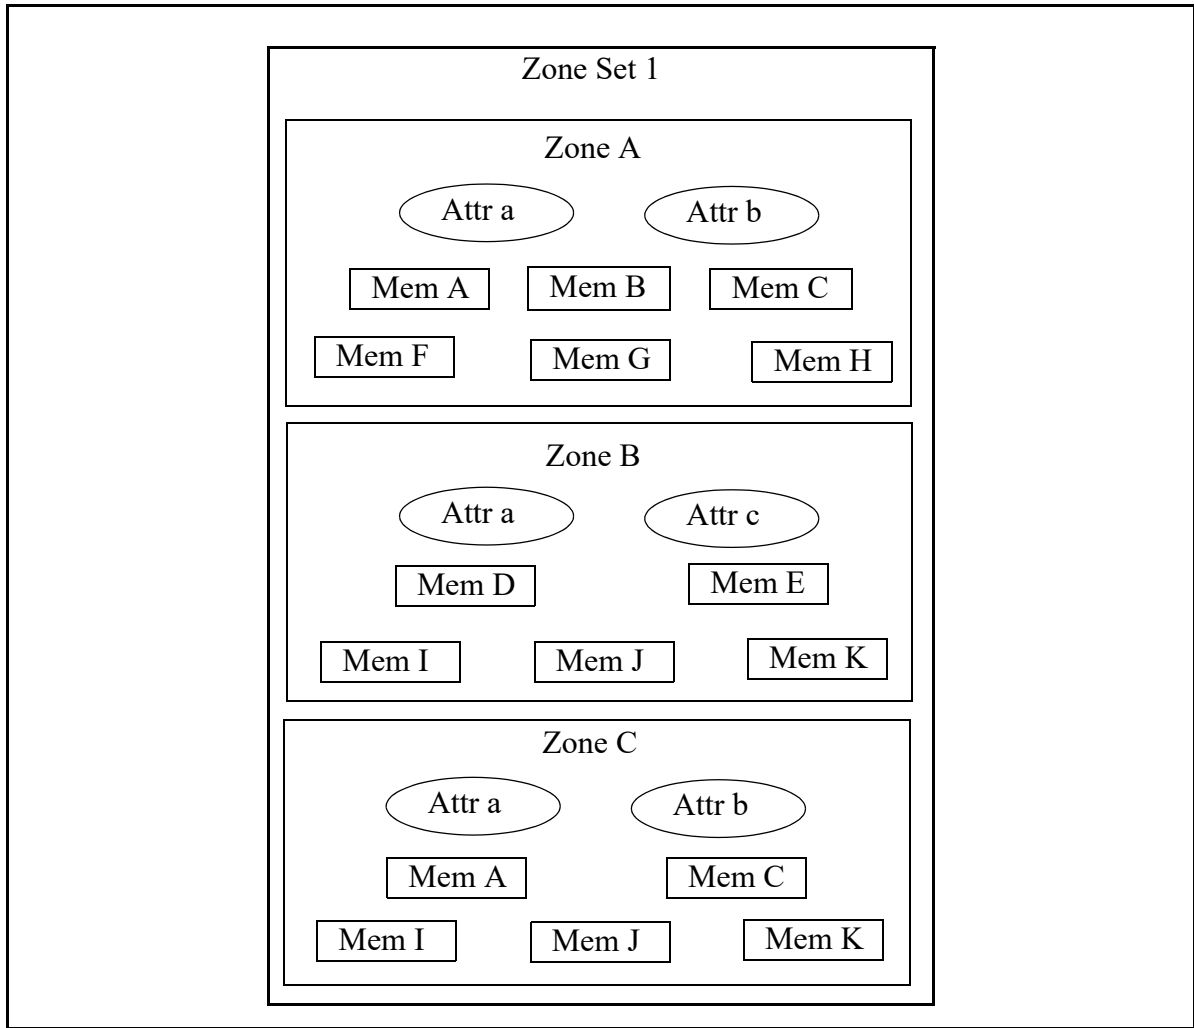 Zone Set 1
Zone A
Attr a Attr b
Mem A Mem B Mem C
Mem F Mem G Mem H
Zone B
Attr a Attr c
Mem D Mem E
Mem I Mem J Mem K
Zone C
Attr a Attr b
Mem A Mem C
Mem I Mem J Mem K